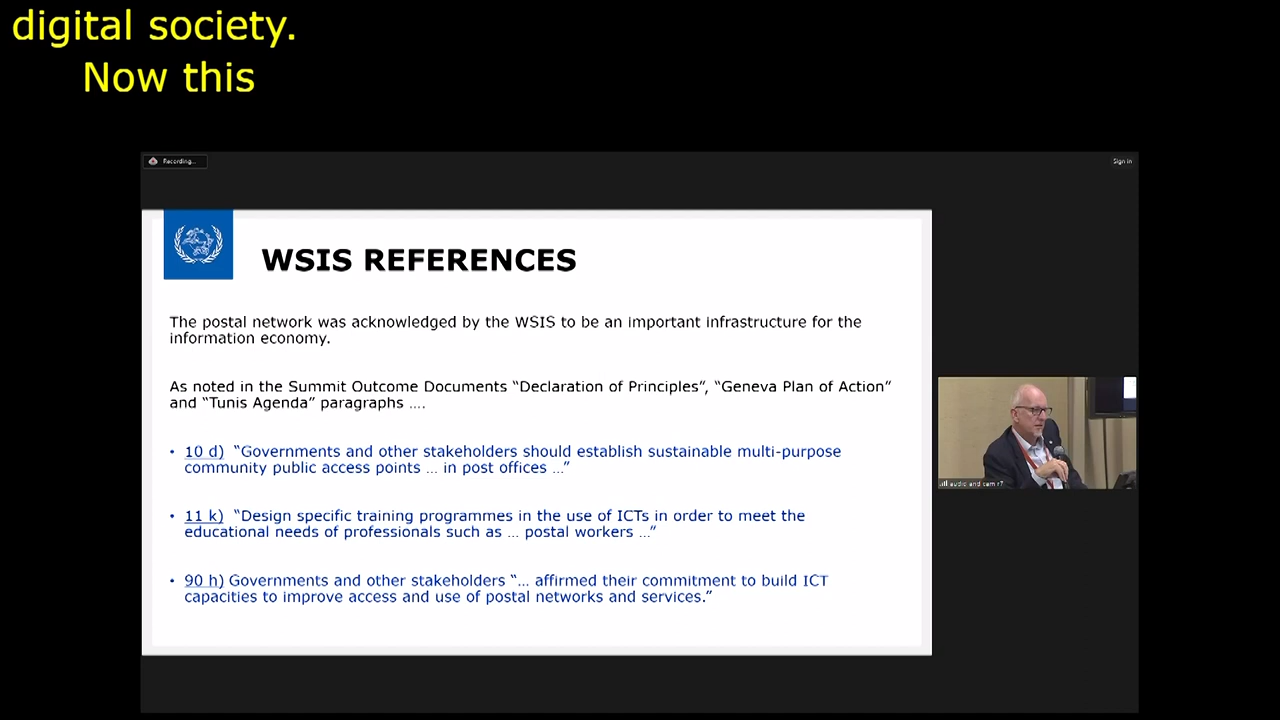 digital society.
Now this
Recording...
Sign in
WSIS REFERENCES
The postal network was acknowledged by the WSIS to be an important infrastructure for the
information economy.
As noted in the Summit Outcome Documents “Declaration of Principles”, “Geneva Plan of Action”
and “Tunis Agenda” paragraphs ....
• 10 d) “Governments and other stakeholders should establish sustainable multi-purpose
community public access points … in post offices …”
• 11 k) “Design specific training programmes in the use of ICTs in order to meet the
educational needs of professionals such as … postal workers …”
• 90 h) Governments and other stakeholders “… affirmed their commitment to build ICT
capacities to improve access and use of postal networks and services.”
audio and cam r7